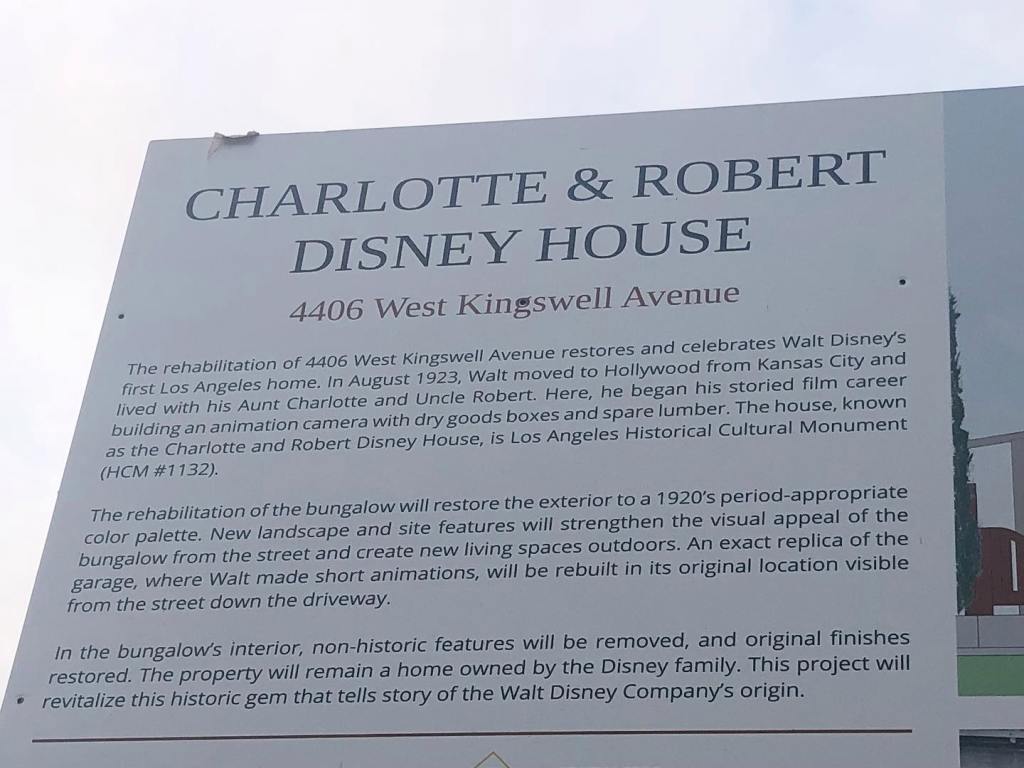 CHARLOTTE & ROBERT
DISNEY HOUSE
4406 West Kingswell Avenue
The rehabilitation of 4406 West Kingswell Avenue restores and celebrates Walt Disney's
first Los Angeles home. In August 1923, Walt moved to Hollywood from Kansas City and
lived with his Aunt Charlotte and Uncle Robert. Here, he began his storied film career
building an animation camera with dry goods boxes and spare lumber. The house, known
as the Charlotte and Robert Disney House, is Los Angeles Historical Cultural Monument
(HCM #1132).
The rehabilitation of the bungalow will restore the exterior to a 1920's period-appropriate
color palette. New landscape and site features will strengthen the visual appeal of the
bungalow from the street and create new living spaces outdoors. An exact replica of the
garage, where Walt made short animations, will be rebuilt in its original location visible
from the street down the driveway.
In the bungalow's interior, non-historic features will be removed, and original finishes
restored. The property will remain a home owned by the Disney family. This project will
revitalize this historic gem that tells story of the Walt Disney Company's origin.